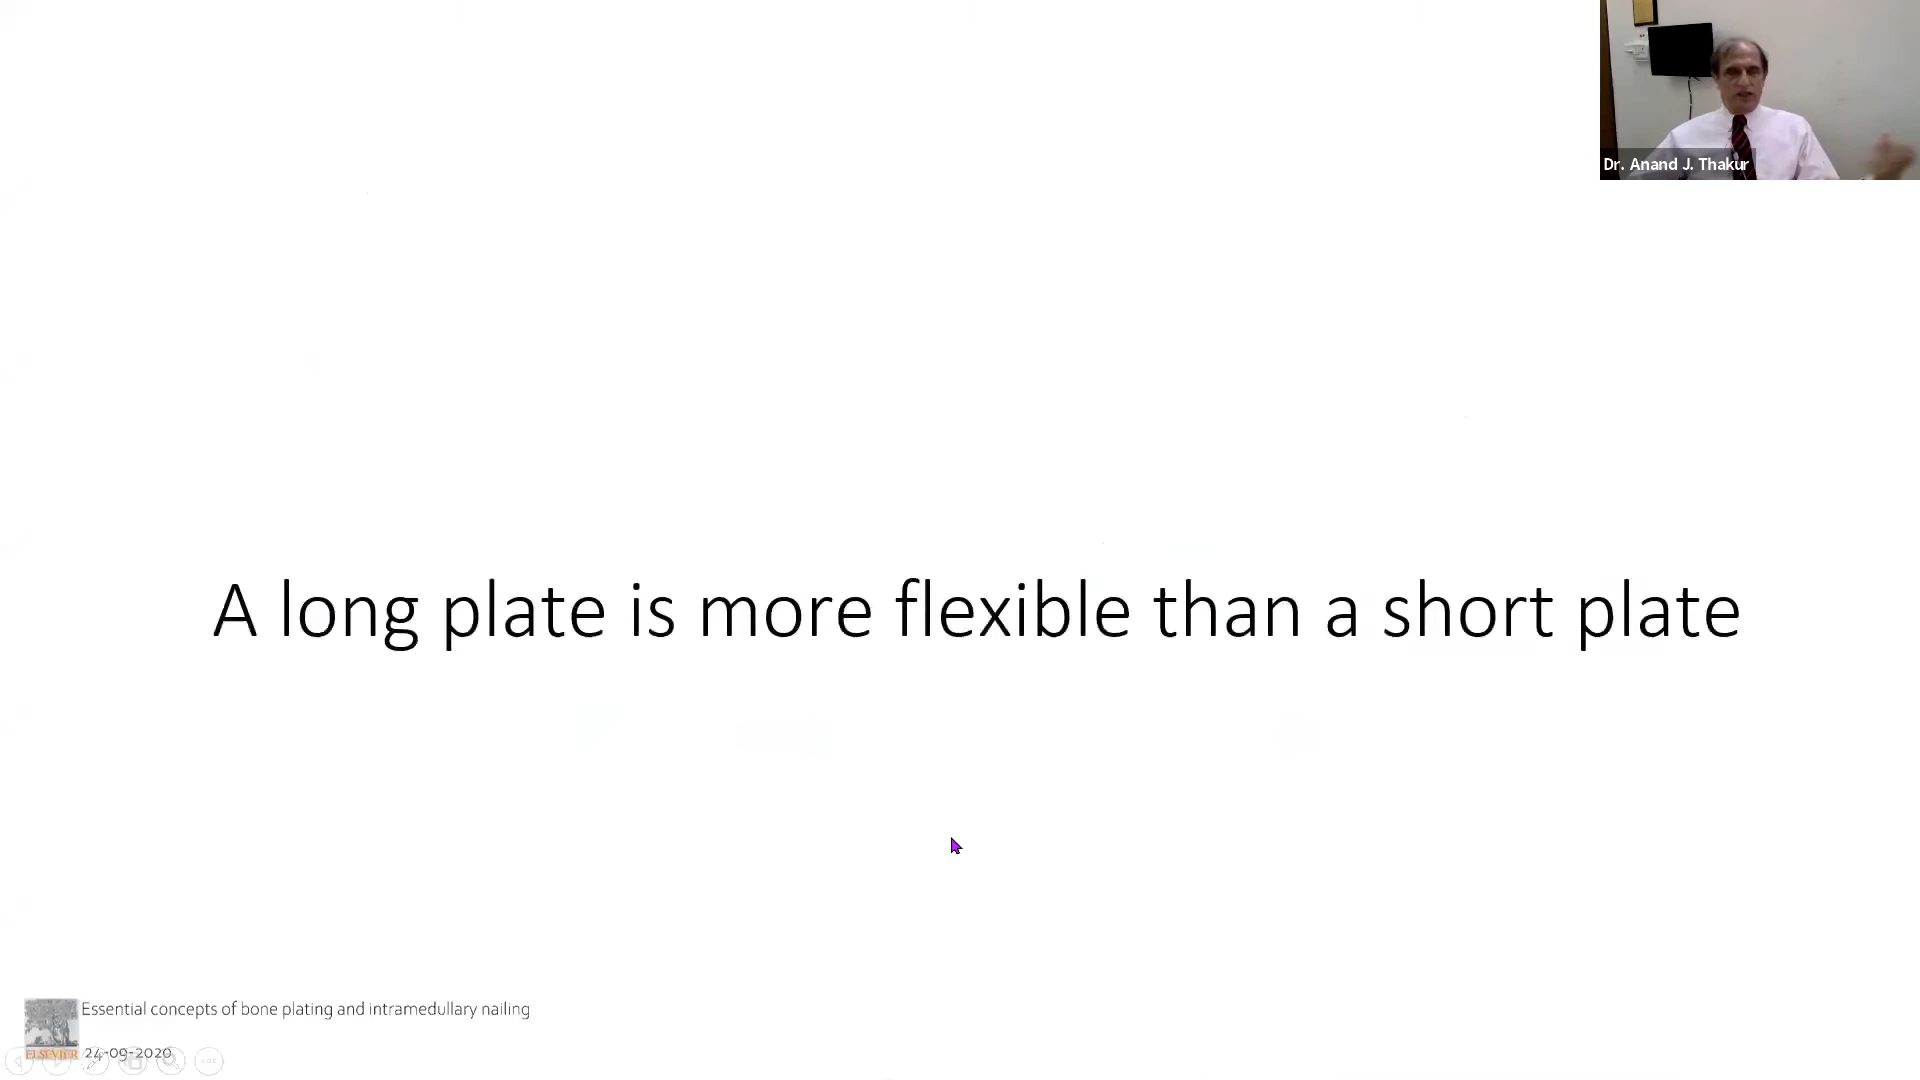 Dr. Anand J. Thakur
A long plate is more flexible than a short plate
Essential concepts of bone plating and intramedullary nailing
ELSEVIER
24-09-2020